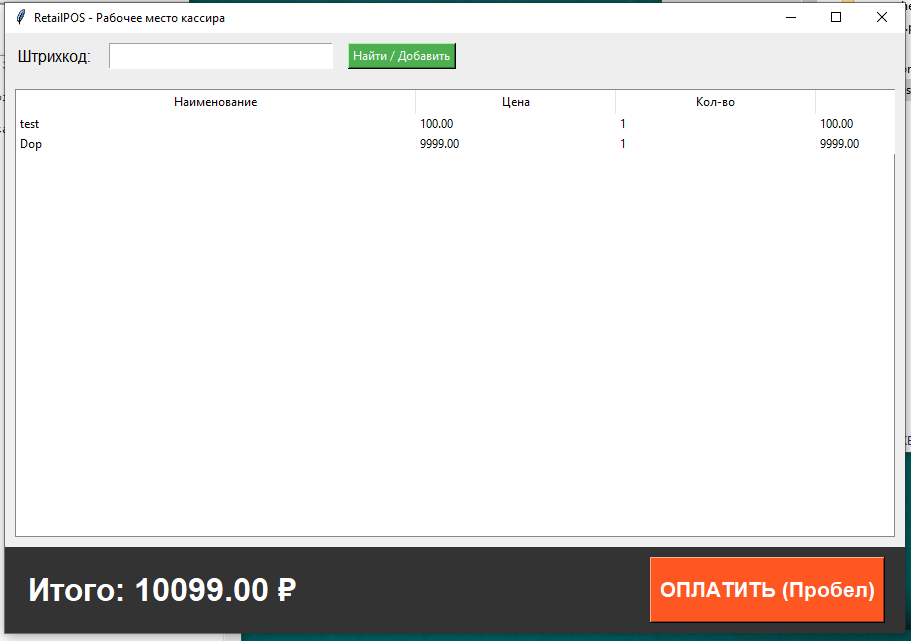 RetailPOS - Рабочее место кассира
Штрихкод: Найти / Добавить
Наименование Цена Кол-во
test 100.00 1 100.00
Dop 9999.00 1 9999.00
Итого: 10099.00 ₽ ОПЛАТИТЬ (Пробел)